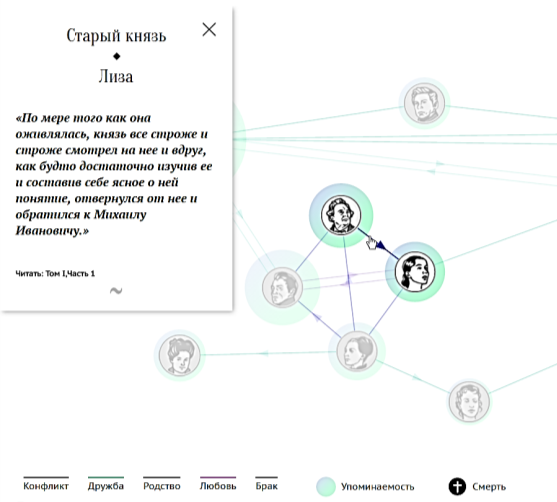 Старый князь
Лиза
«По мере того как она
оживлялась, князь все строже и
строже смотрел на нее и вдруг,
как будто достаточно изучив ее
и составив себе ясное о ней
понятие, отвернулся от нее и
обратился к Михаилу
Ивановичу.»
Читать: Том I,Часть 1
Конфликт Дружба Родство Любовь Брак Упоминаемость Смерть